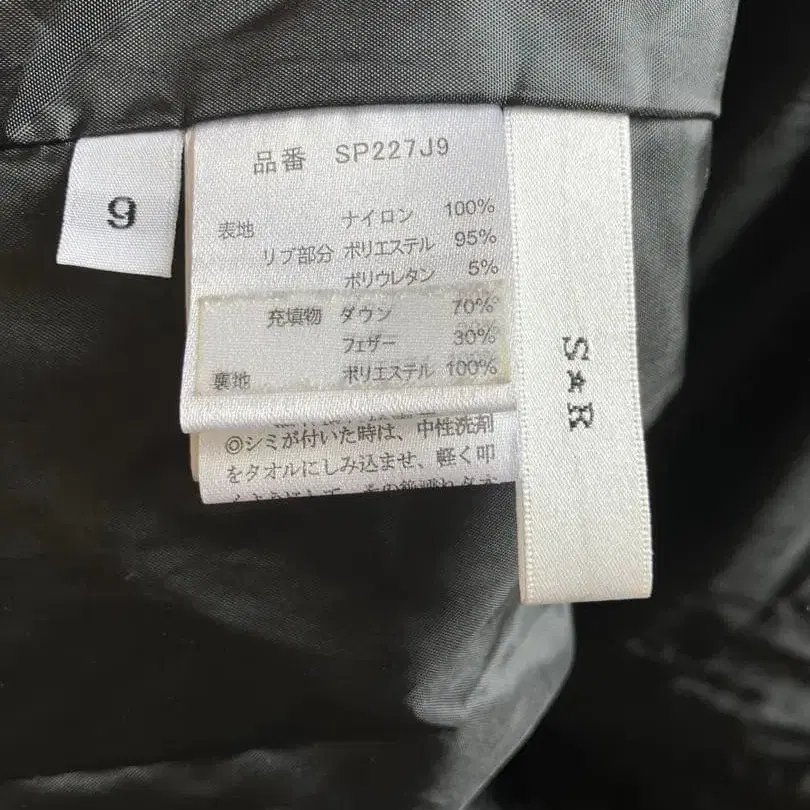 9
品番 SP227J9
表地 ナイロン 100%
リブ部分 ポリエステル 95%
ポリウレタン 5%
充填物 ダウン 70%
フェザー 30%
裏地 ポリエステル 100%
◎シミが付いた時は、中性洗剤
をタオルにしみ込ませ、軽く叩
S★R